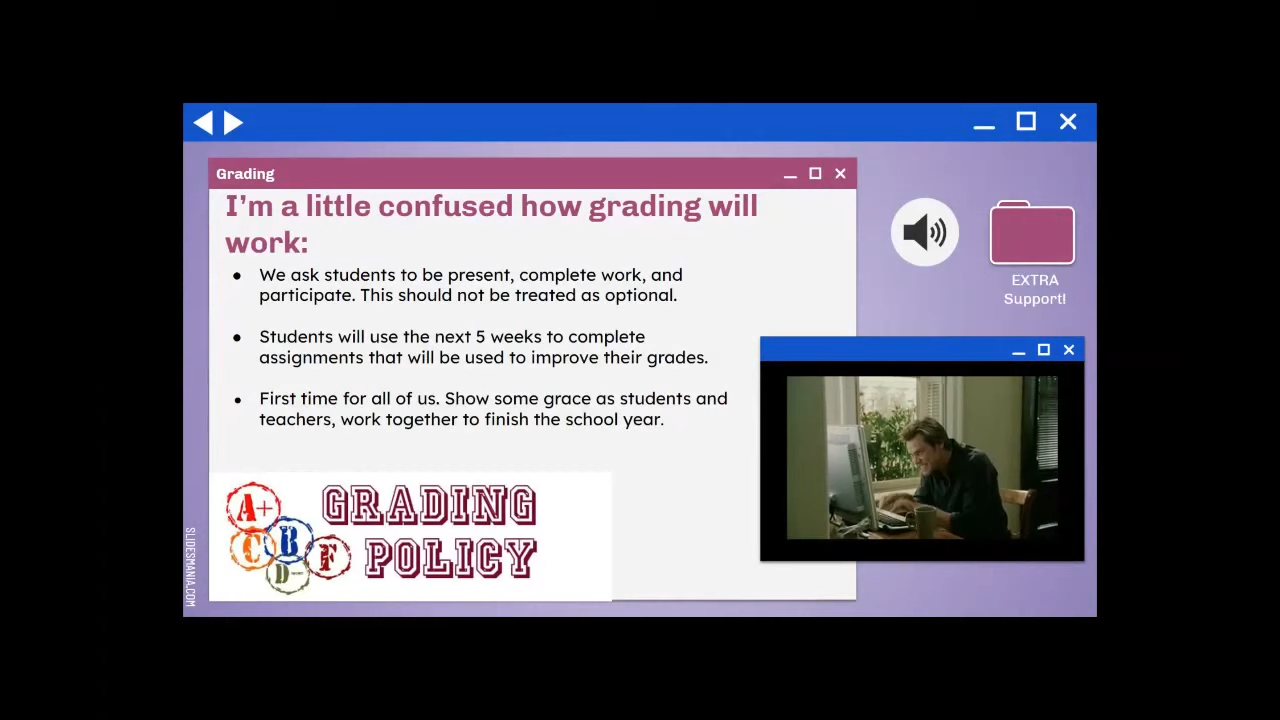 Grading
I'm a little confused how grading will
work:
● We ask students to be present, complete work, and
participate. This should not be treated as optional.
● Students will use the next 5 weeks to complete
assignments that will be used to improve their grades.
● First time for all of us. Show some grace as students and
teachers, work together to finish the school year.
EXTRA
Support!
A+
B
C
D-
F
GRADING
POLICY
SLIDESMANIA.COM